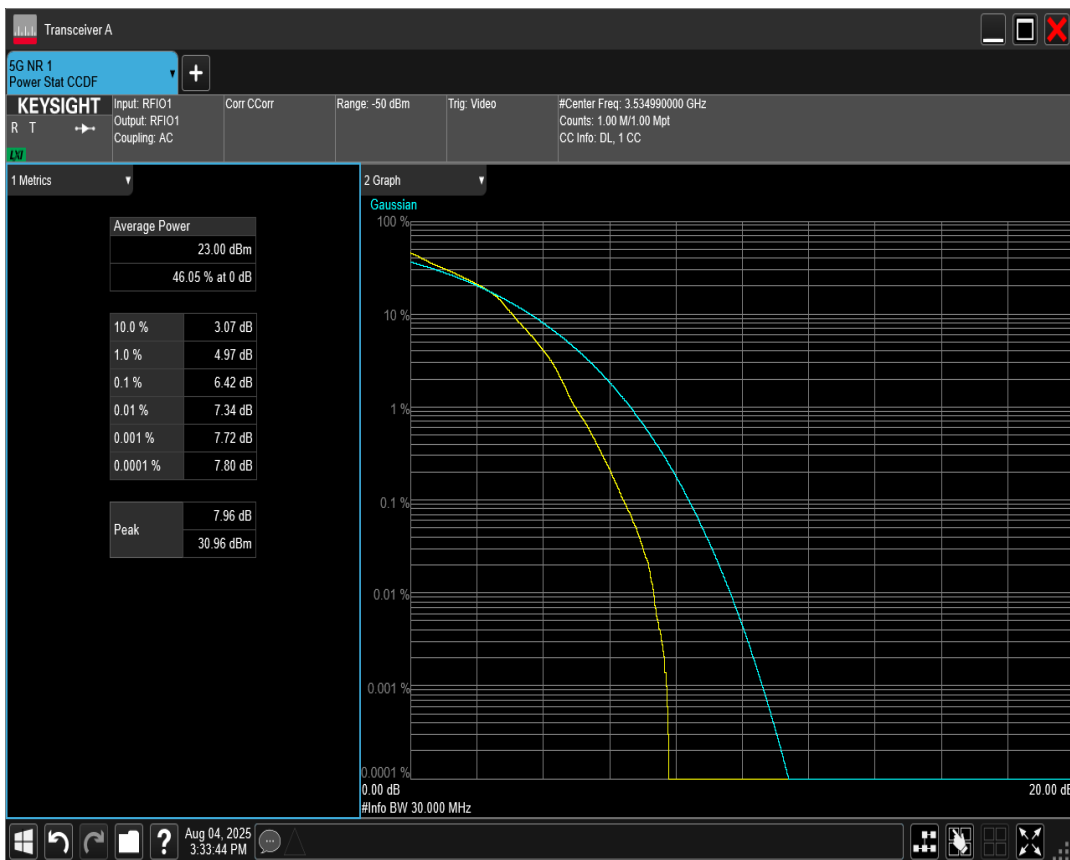 Transceiver A
5G NR 1
Power Stat CCDF
+
KEYSIGHT
R T
LXI
Input: RFIO1
Output: RFIO1
Coupling: AC
Corr CCorr
Range: -50 dBm
Trig: Video
#Center Freq: 3.534990000 GHz
Counts: 1.00 M/1.00 Mpt
CC Info: DL, 1 CC
1 Metrics
Average Power
23.00 dBm
46.05 % at 0 dB
10.0 % 3.07 dB
1.0 % 4.97 dB
0.1 % 6.42 dB
0.01 % 7.34 dB
0.001 % 7.72 dB
0.0001 % 7.80 dB
Peak 7.96 dB
30.96 dBm
2 Graph
Gaussian
100 %
10 %
1 %
0.1 %
0.01 %
0.001 %
0.0001 %
0.00 dB 20.00 dB
#Info BW 30.000 MHz
?
Aug 04, 2025
3:33:44 PM